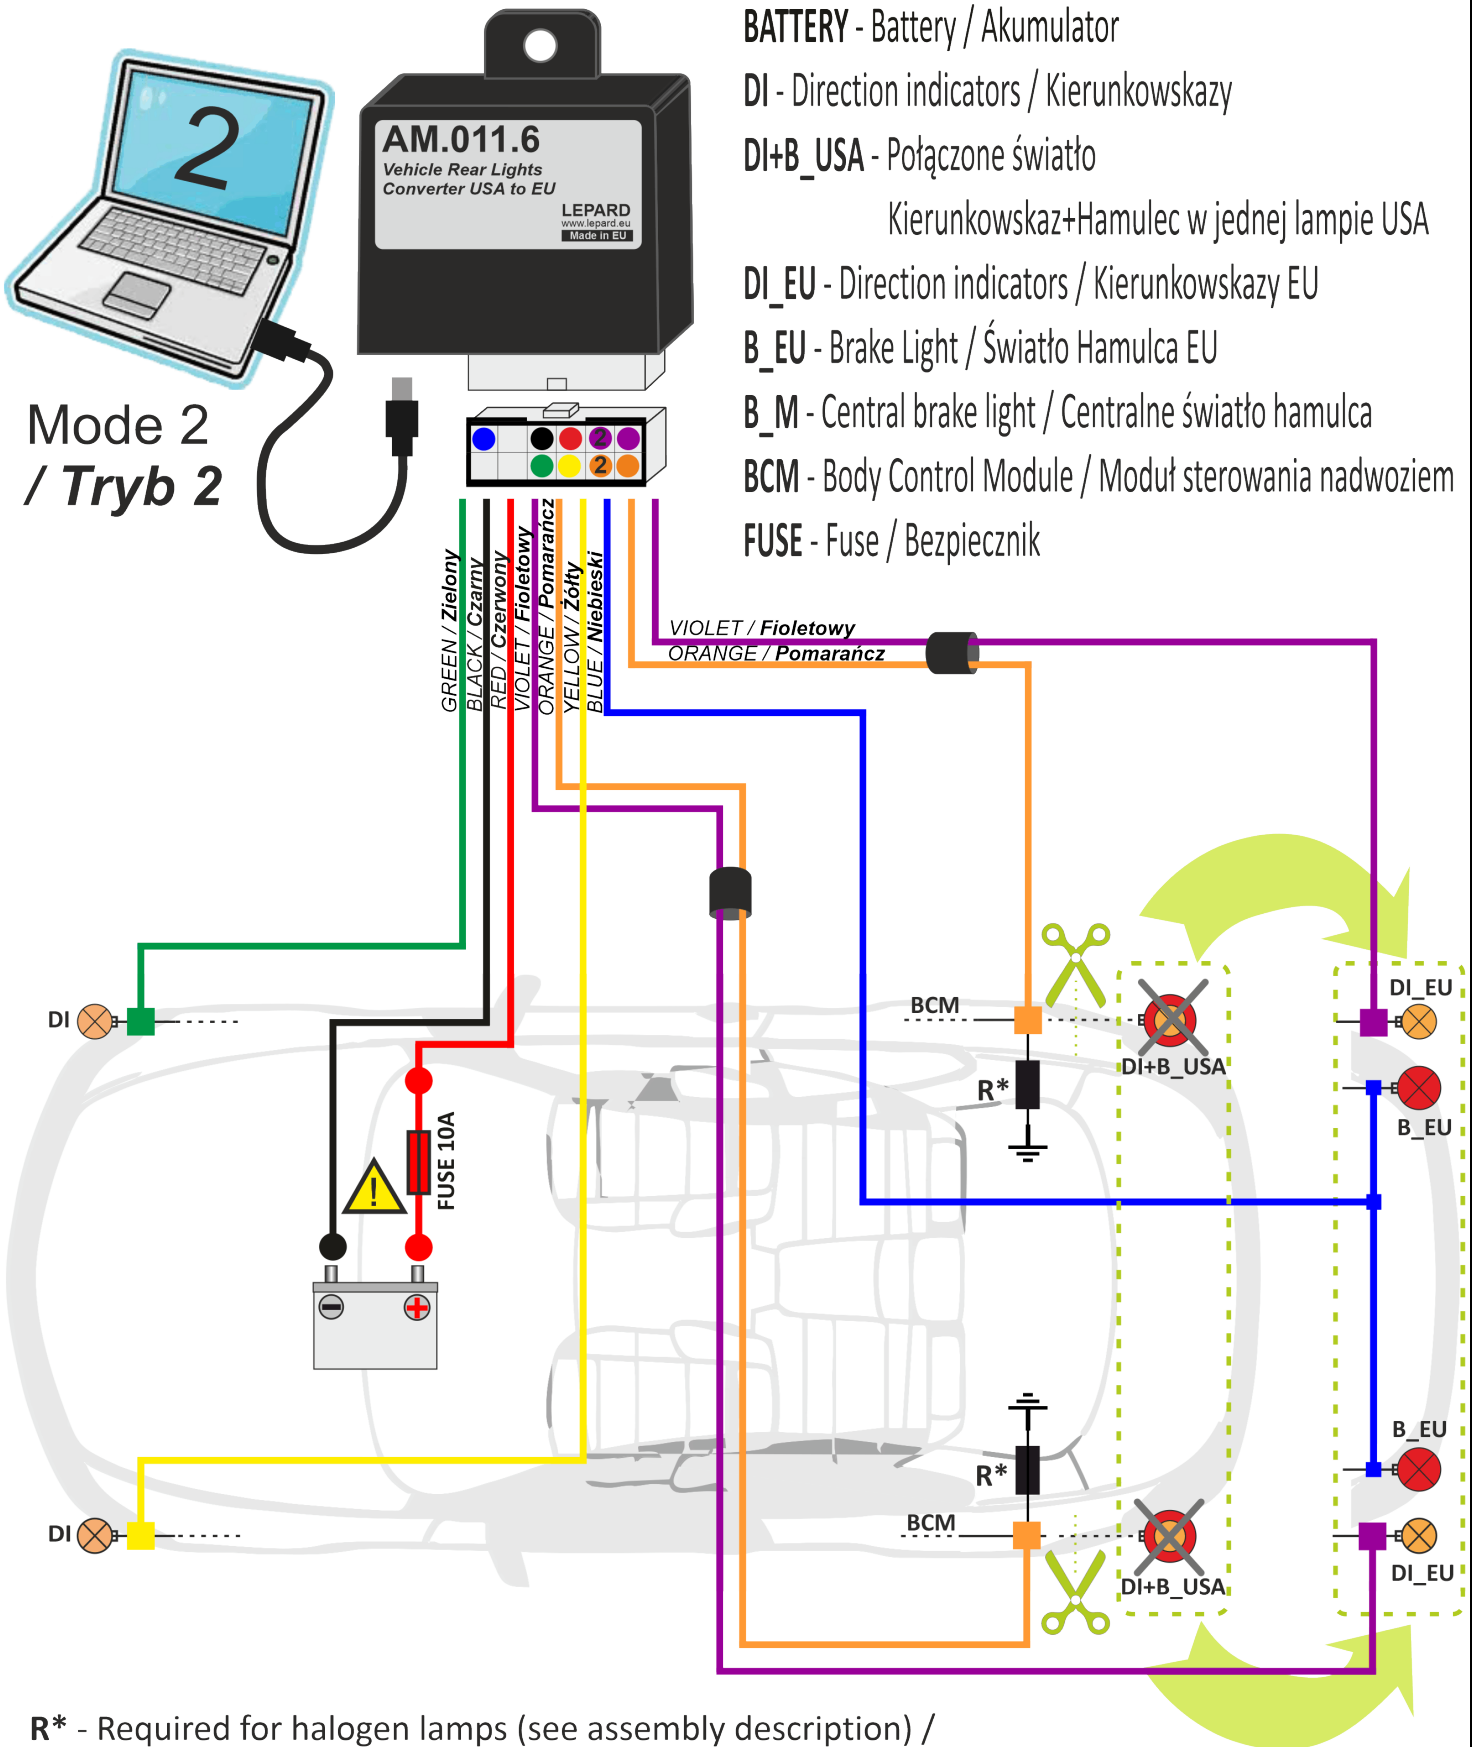 BATTERY - Battery / Akumulator
DI - Direction indicators / Kierunkowskazy
DI+B_USA - Połączone światło
Kierunkowskaz+Hamulec w jednej lampie USA
DI_EU - Direction indicators / Kierunkowskazy EU
B_EU - Brake Light / Światło Hamulca EU
B_M - Central brake light / Centralne światło hamulca
BCM - Body Control Module / Moduł sterowania nadwoziem
FUSE - Fuse / Bezpiecznik
2
AM.011.6
Vehicle Rear Lights
Converter USA to EU
LEPARD
www.lepard.eu
Made in EU
Mode 2
/ Tryb 2
2
2
GREEN / Zielony
BLACK / Czarny
RED / Czerwony
VIOLET / Fioletowy
ORANGE / Pomarańcz
YELLOW / Żółty
BLUE / Niebieski
VIOLET / Fioletowy
ORANGE / Pomarańcz
DI
BCM
DI+B_USA
DI_EU
R*
B_EU
FUSE 10A
!
B_EU
R*
DI
BCM
DI+B_USA
DI_EU
R* - Required for halogen lamps (see assembly description) /